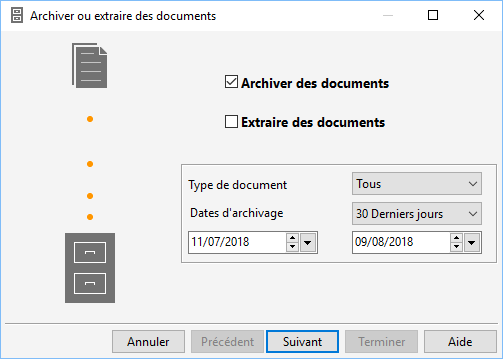 Archiver ou extraire des documents
Archiver des documents
Extraire des documents
Type de document Tous
Dates d'archivage 30 Derniers jours
11/07/2018 09/08/2018
Annuler Précédent Suivant Terminer Aide